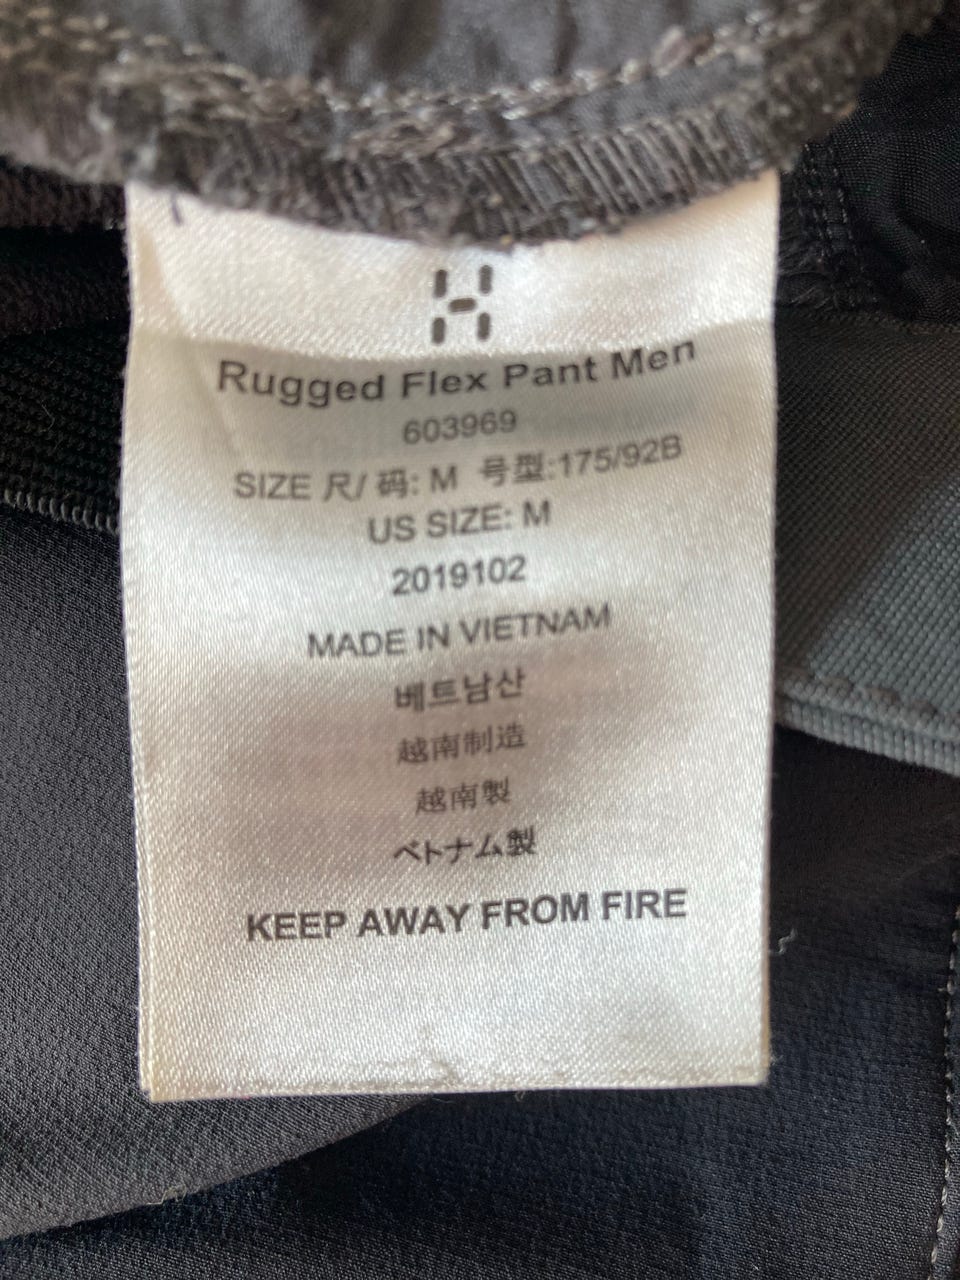 Rugged Flex Pant Men
603969
SIZE 尺/ 码: M 号型:175/92B
US SIZE: M
2019102
MADE IN VIETNAM
베트남산
越南制造
越南製
ベトナム製
KEEP AWAY FROM FIRE